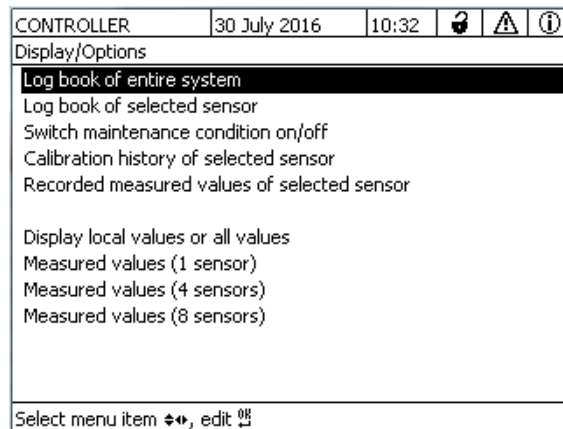 CONTROLLER 30 July 2016 10:32
Display/Options
Log book of entire system
Log book of selected sensor
Switch maintenance condition on/off
Calibration history of selected sensor
Recorded measured values of selected sensor
Display local values or all values
Measured values (1 sensor)
Measured values (4 sensors)
Measured values (8 sensors)
Select menu item, edit OK